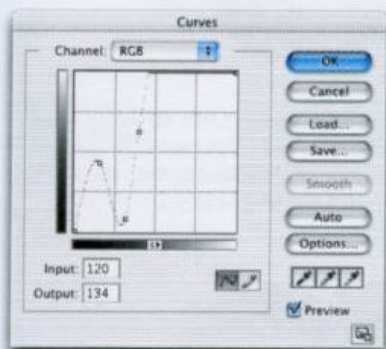 Curves
Channel: RGB
OK
Cancel
Load...
Save...
Smooth
Auto
Options...
Input: 120
Output: 134
Preview